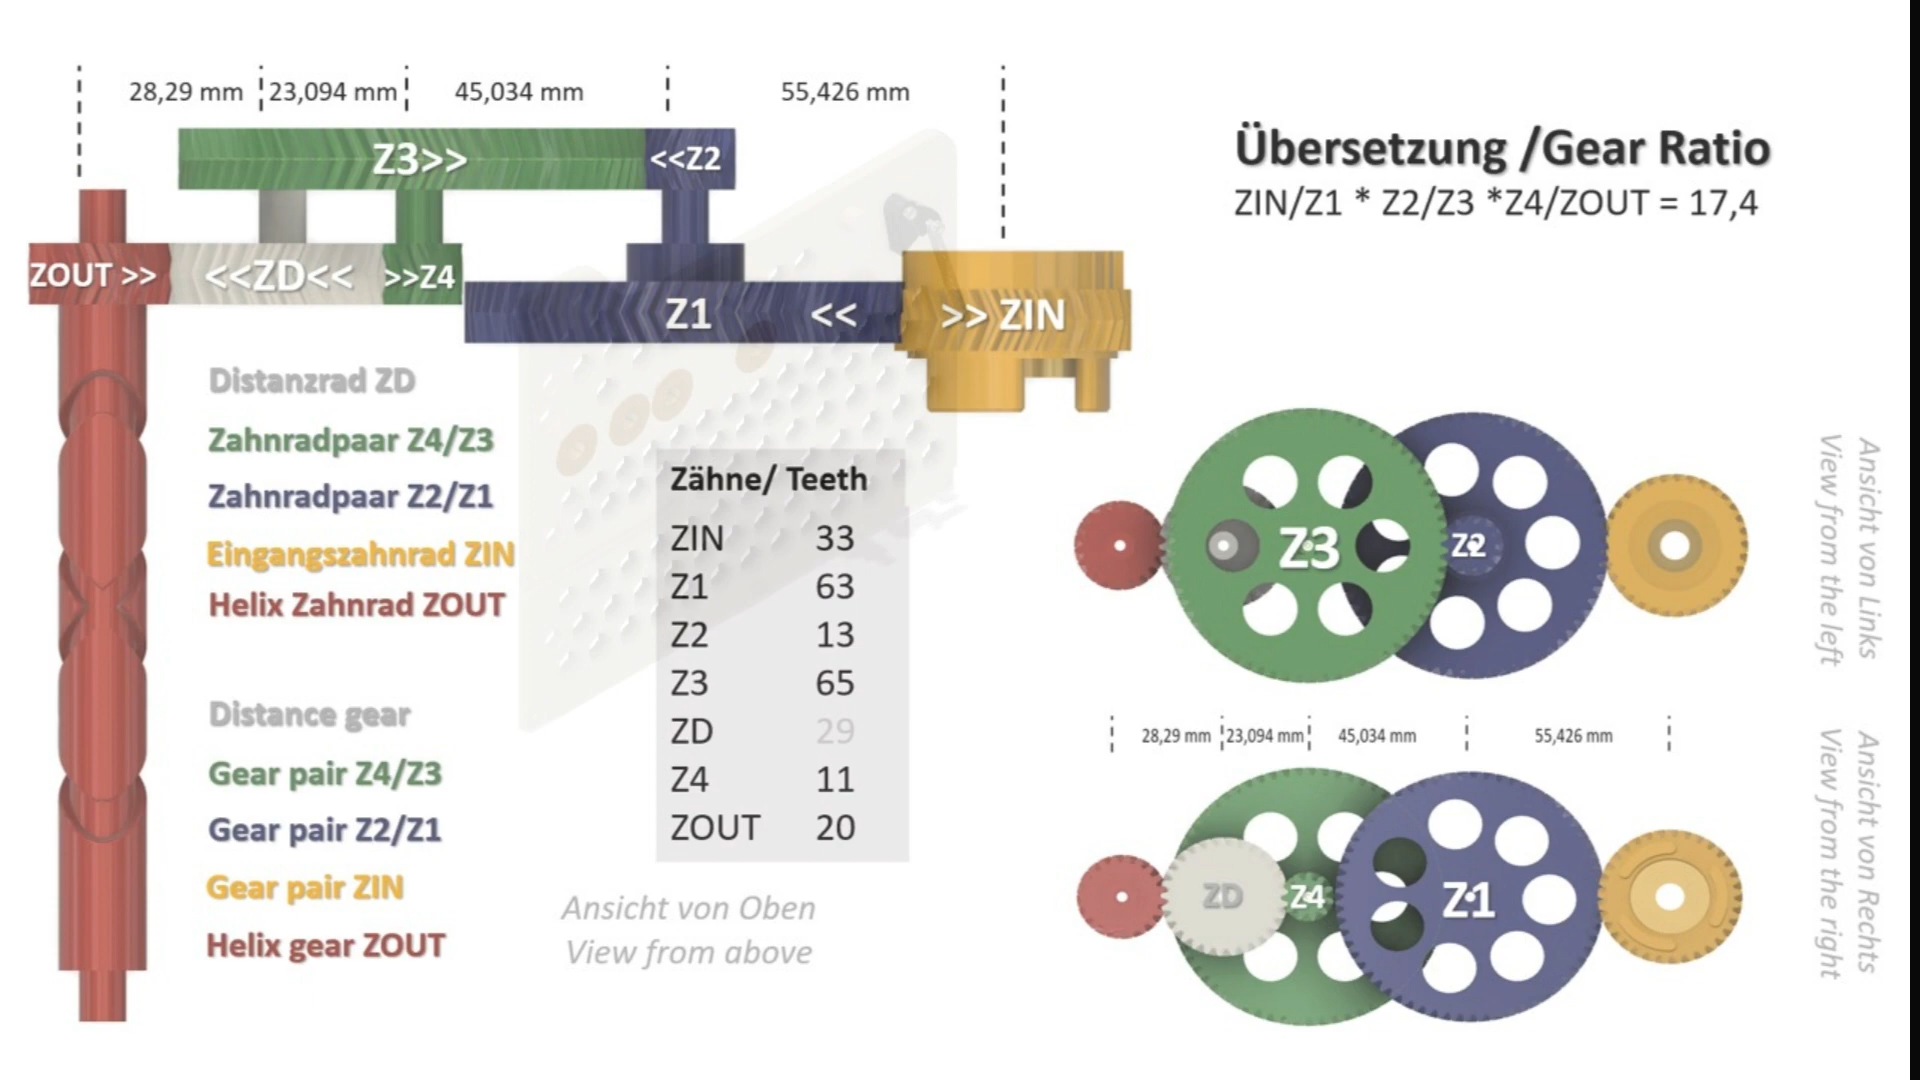 28,29 mm
23,094 mm
45,034 mm
55,426 mm
Übersetzung /Gear Ratio
ZIN/Z1 * Z2/Z3 *Z4/ZOUT = 17,4
Z3>>
<<Z2
ZOUT >>
<<ZD<<
>>Z4
Z1 <<
>> ZIN
Distanzrad ZD
Zahnradpaar Z4/Z3
Zahnradpaar Z2/Z1
Eingangszahnrad ZIN
Helix Zahnrad ZOUT
Distance gear
Gear pair Z4/Z3
Gear pair Z2/Z1
Gear pair ZIN
Helix gear ZOUT
Zähne/ Teeth
ZIN 33
Z1 63
Z2 13
Z3 65
ZD 29
Z4 11
ZOUT 20
Ansicht von Oben
View from above
Z3
Z2
Ansicht von Links
View from the left
28,29 mm
23,094 mm
45,034 mm
55,426 mm
ZD
Z4
Z1
Ansicht von Rechts
View from the right